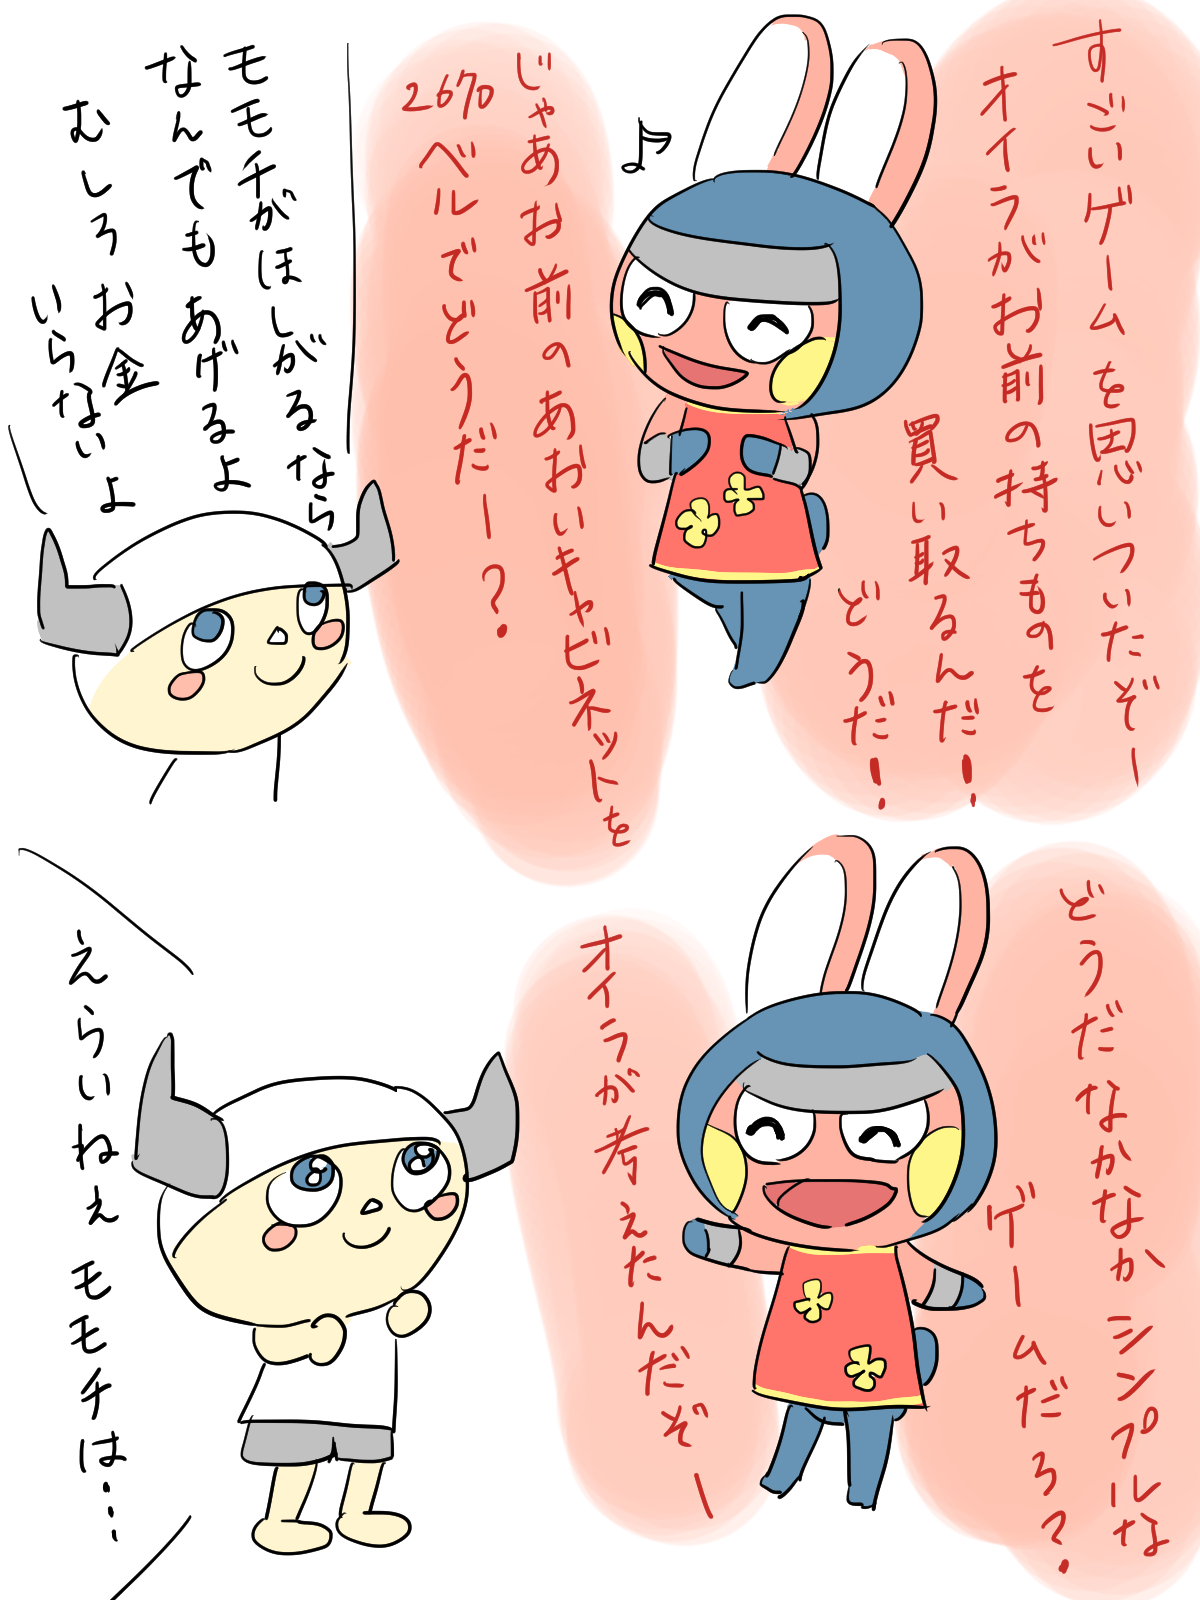 すごいゲームを思いついたぞー
オイラがお前の持ちものを
買い取るんだ!
どうだ!
じゃあお前のあおいキャビネットを
2670
ベルでどうだー?
モモチがほしがるなら
なんでもあげるよ
むしろお金
いらないよ
どうだなかなかシンプルな
ゲームだろ?
オイラが考えたんだぞー
えらいねぇモモチは…